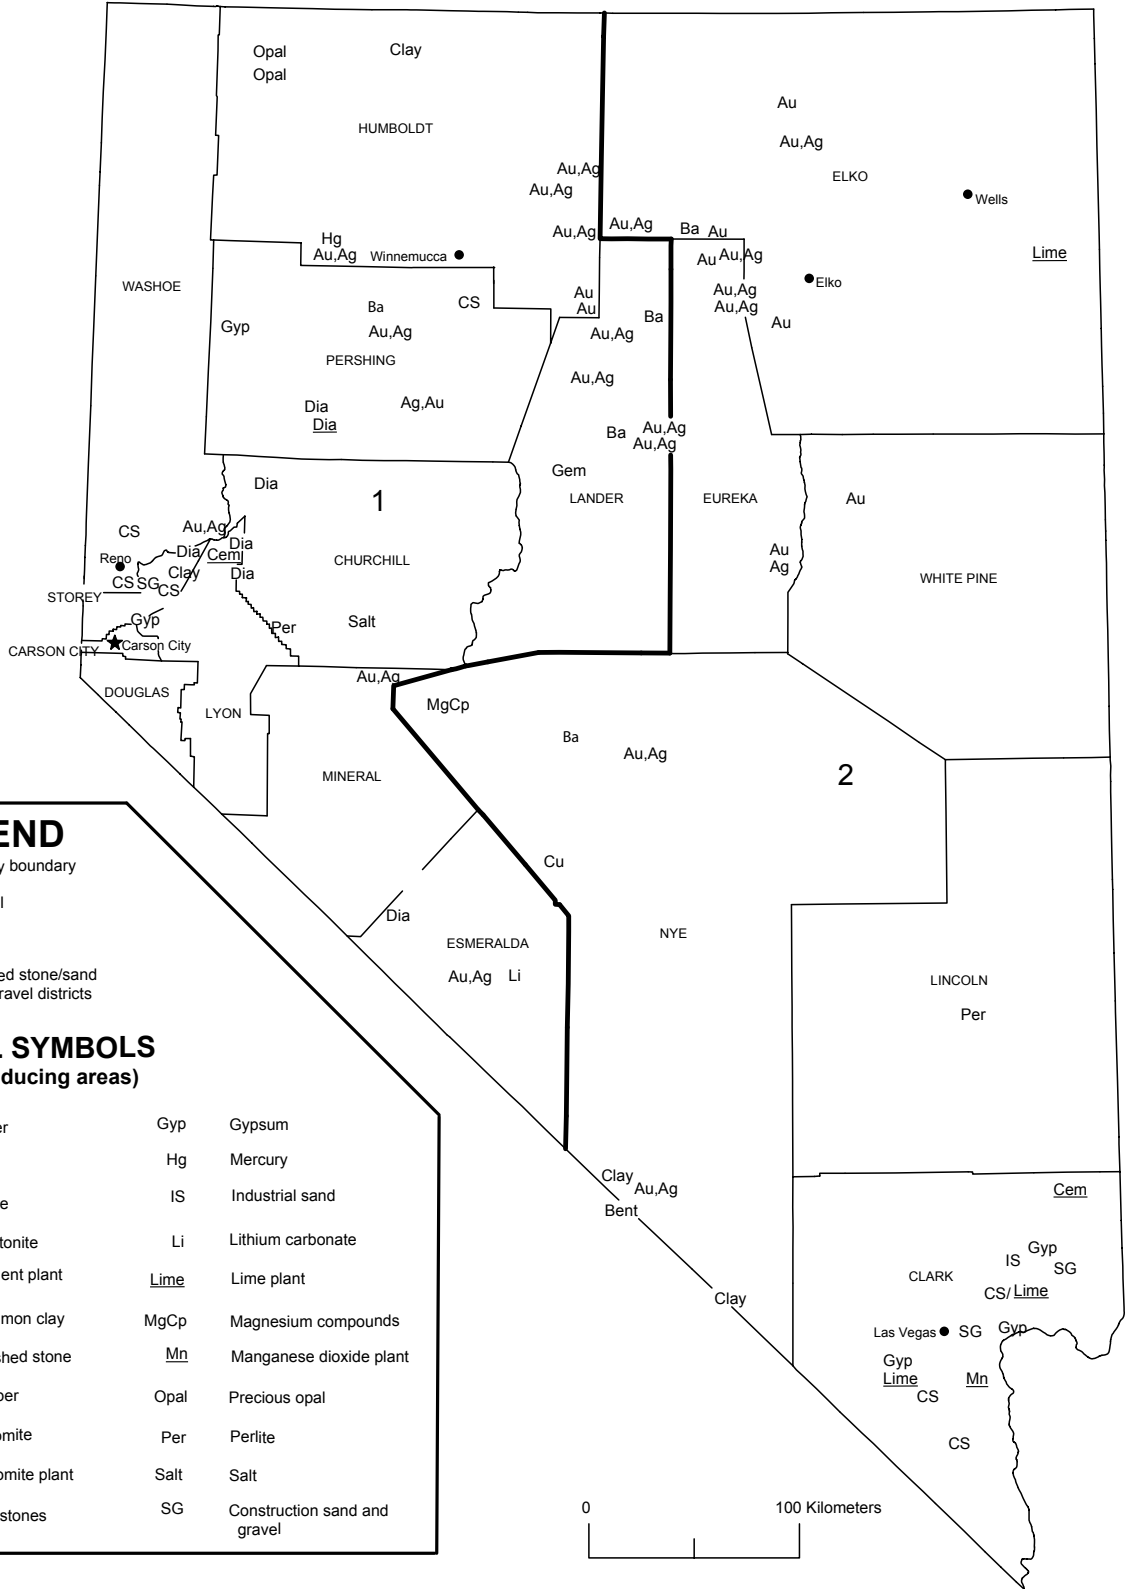 Opal
Clay
Opal
Au
HUMBOLDT
Au,Ag
Au,Ag
ELKO
Au,Ag
Wells
Au,Ag
Au,Ag
Ba
Au
Hg
Au,Ag
Winnemucca
Lime
Au
Au,Ag
WASHOE
Elko
Au,Ag
Au,Ag
Au
CS
Au
Ba
Ba
Gyp
Au
Au,Ag
Au,Ag
PERSHING
Au,Ag
Dia
Ag,Au
Dia
Ba
Au,Ag
Au,Ag
Gem
Dia
1
LANDER
EUREKA
Au
CS
Au,Ag
Dia
Dia
Cem
Reno
Au
Ag
CHURCHILL
Clay
Dia
WHITE PINE
CS
SG
CS
STOREY
Gyp
Per
Salt
CARSON CITY
Carson City
Au,Ag
DOUGLAS
MgCp
LYON
Ba
Au,Ag
2
MINERAL
Cu
Dia
NYE
ESMERALDA
Au,Ag
Li
LINCOLN
Per
Clay
Au,Ag
Bent
Cem
Gyp
IS
SG
CLARK
CS/
Lime
Clay
Las Vegas
SG
Gyp
Gyp
Lime
Mn
CS
CS
END
y boundary
l
ed stone/sand
ravel districts
. SYMBOLS
ducing areas)
er
Gyp
Gypsum
Hg
Mercury
e
IS
Industrial sand
tonite
Li
Lithium carbonate
ent plant
Lime
Lime plant
mon clay
MgCp
Magnesium compounds
shed stone
Mn
Manganese dioxide plant
per
Opal
Precious opal
omite
Per
Perlite
omite plant
Salt
Salt
stones
SG
Construction sand and
gravel
0
100 Kilometers